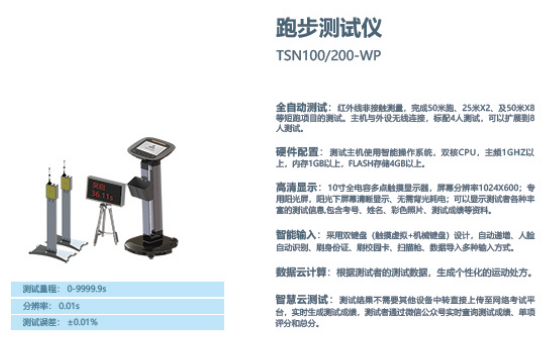 跑步测试仪
TSN100/200-WP
全自动测试：红外线非接触测量，完成50米跑、25米X2、及50米X8
等短跑项目的测试。主机与外设无线连接，标配4人测试，可以扩展到8
人测试。
硬件配置：测试主机使用智能操作系统，双核CPU，主频1GHZ以
上，内存1GB以上，FLASH存储4GB以上。
高清显示：10寸全电容多点触摸显示器，屏幕分辨率1024X600；专
用阳光屏，阳光下屏幕清晰显示、无需背光耗电；可以显示测试者各种丰
富的测试信息,包含考号、姓名、彩色照片、测试成绩等资料。
智能输入：采用双键盘（触摸虚拟+机械键盘）设计，自动递增、人脸
自动识别、刷身份证、刷校园卡、扫描枪、数据导入多种输入方式。
数据云计算：根据测试者的测试数据，生成个性化的运动处方。
智慧云测试：测试结果不需要其他设备中转直接上传至网络考试平
台，实时生成测试成绩，测试者通过微信公众号实时查询测试成绩、单项
评分和总分。
36.11s
测试量程：0-9999.9s
分辨率：0.01s
测试误差：±0.01%